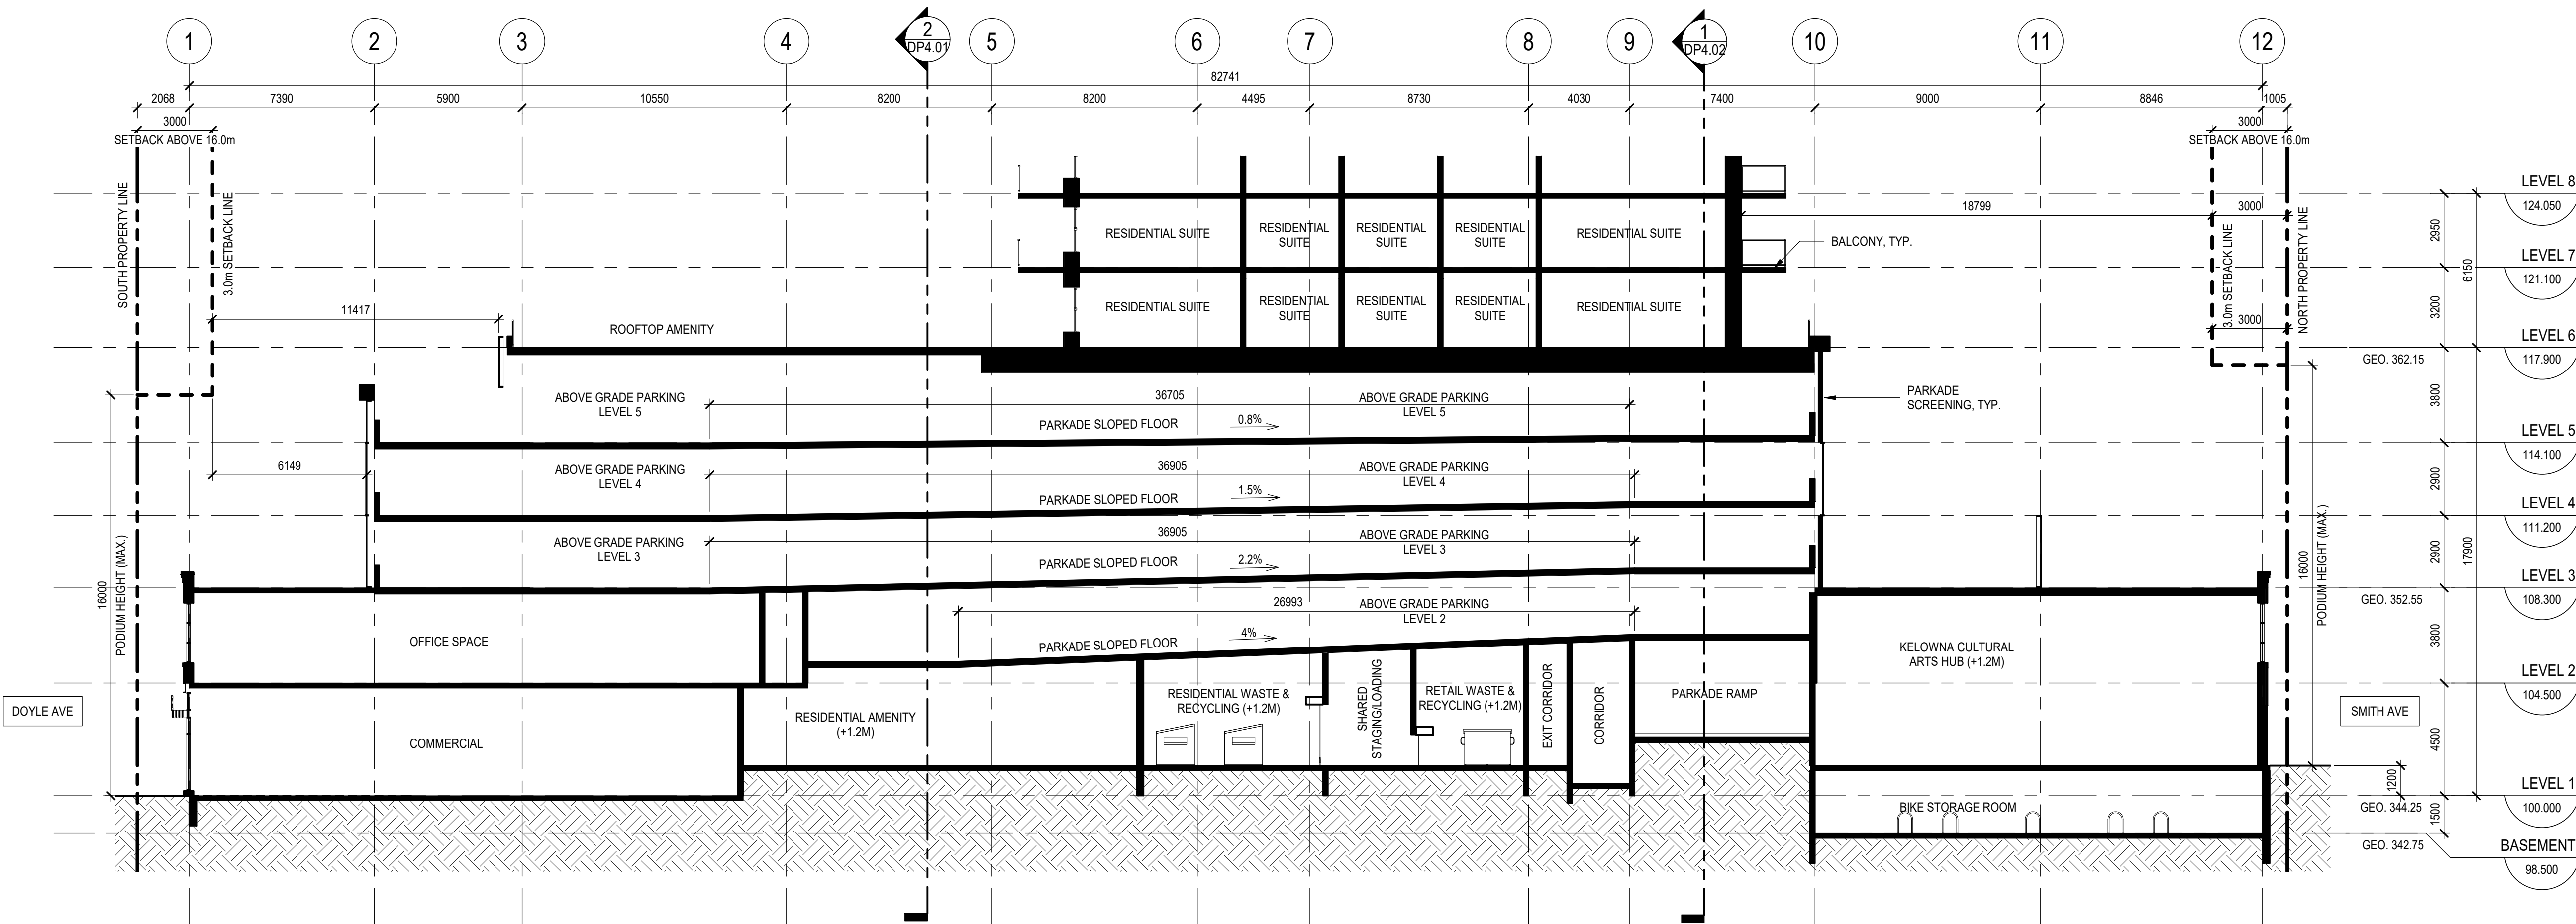 1
2
3
4
2
DP4.01
5
6
7
8
9
1
DP4.02
10
11
12
82741
2068
7390
5900
10550
8200
8200
4495
8730
4030
7400
9000
8846
1005
3000
SETBACK ABOVE 16.0m
3000
SETBACK ABOVE 16.0m
SOUTH PROPERTY LINE
3.0m SETBACK LINE
LEVEL 8
124.050
18799
3000
2950
RESIDENTIAL SUITE
RESIDENTIAL
SUITE
RESIDENTIAL
SUITE
RESIDENTIAL
SUITE
RESIDENTIAL SUITE
BALCONY, TYP.
3.0m SETBACK LINE
NORTH PROPERTY LINE
LEVEL 7
121.100
6150
RESIDENTIAL SUITE
RESIDENTIAL
SUITE
RESIDENTIAL
SUITE
RESIDENTIAL
SUITE
RESIDENTIAL SUITE
3200
3000
11417
ROOFTOP AMENITY
LEVEL 6
117.900
GEO. 362.15
ABOVE GRADE PARKING
LEVEL 5
36705
ABOVE GRADE PARKING
LEVEL 5
PARKADE
SCREENING, TYP.
3800
PARKADE SLOPED FLOOR
0.8%
LEVEL 5
114.100
6149
ABOVE GRADE PARKING
LEVEL 4
36905
ABOVE GRADE PARKING
LEVEL 4
2900
PARKADE SLOPED FLOOR
1.5%
LEVEL 4
111.200
ABOVE GRADE PARKING
LEVEL 3
36905
ABOVE GRADE PARKING
LEVEL 3
2900
17900
PARKADE SLOPED FLOOR
2.2%
16000
PODIUM HEIGHT (MAX.)
16000
PODIUM HEIGHT (MAX.)
LEVEL 3
108.300
GEO. 352.55
26993
ABOVE GRADE PARKING
LEVEL 2
OFFICE SPACE
PARKADE SLOPED FLOOR
4%
KELOWNA CULTURAL
ARTS HUB (+1.2M)
3800
LEVEL 2
104.500
DOYLE AVE
COMMERCIAL
RESIDENTIAL AMENITY
(+1.2M)
RESIDENTIAL WASTE &
RECYCLING (+1.2M)
SHARED
STAGING/LOADING
RETAIL WASTE &
RECYCLING (+1.2M)
EXIT CORRIDOR
CORRIDOR
PARKADE RAMP
SMITH AVE
4500
1200
LEVEL 1
100.000
GEO. 344.25
BIKE STORAGE ROOM
1500
GEO. 342.75
BASEMENT
98.500